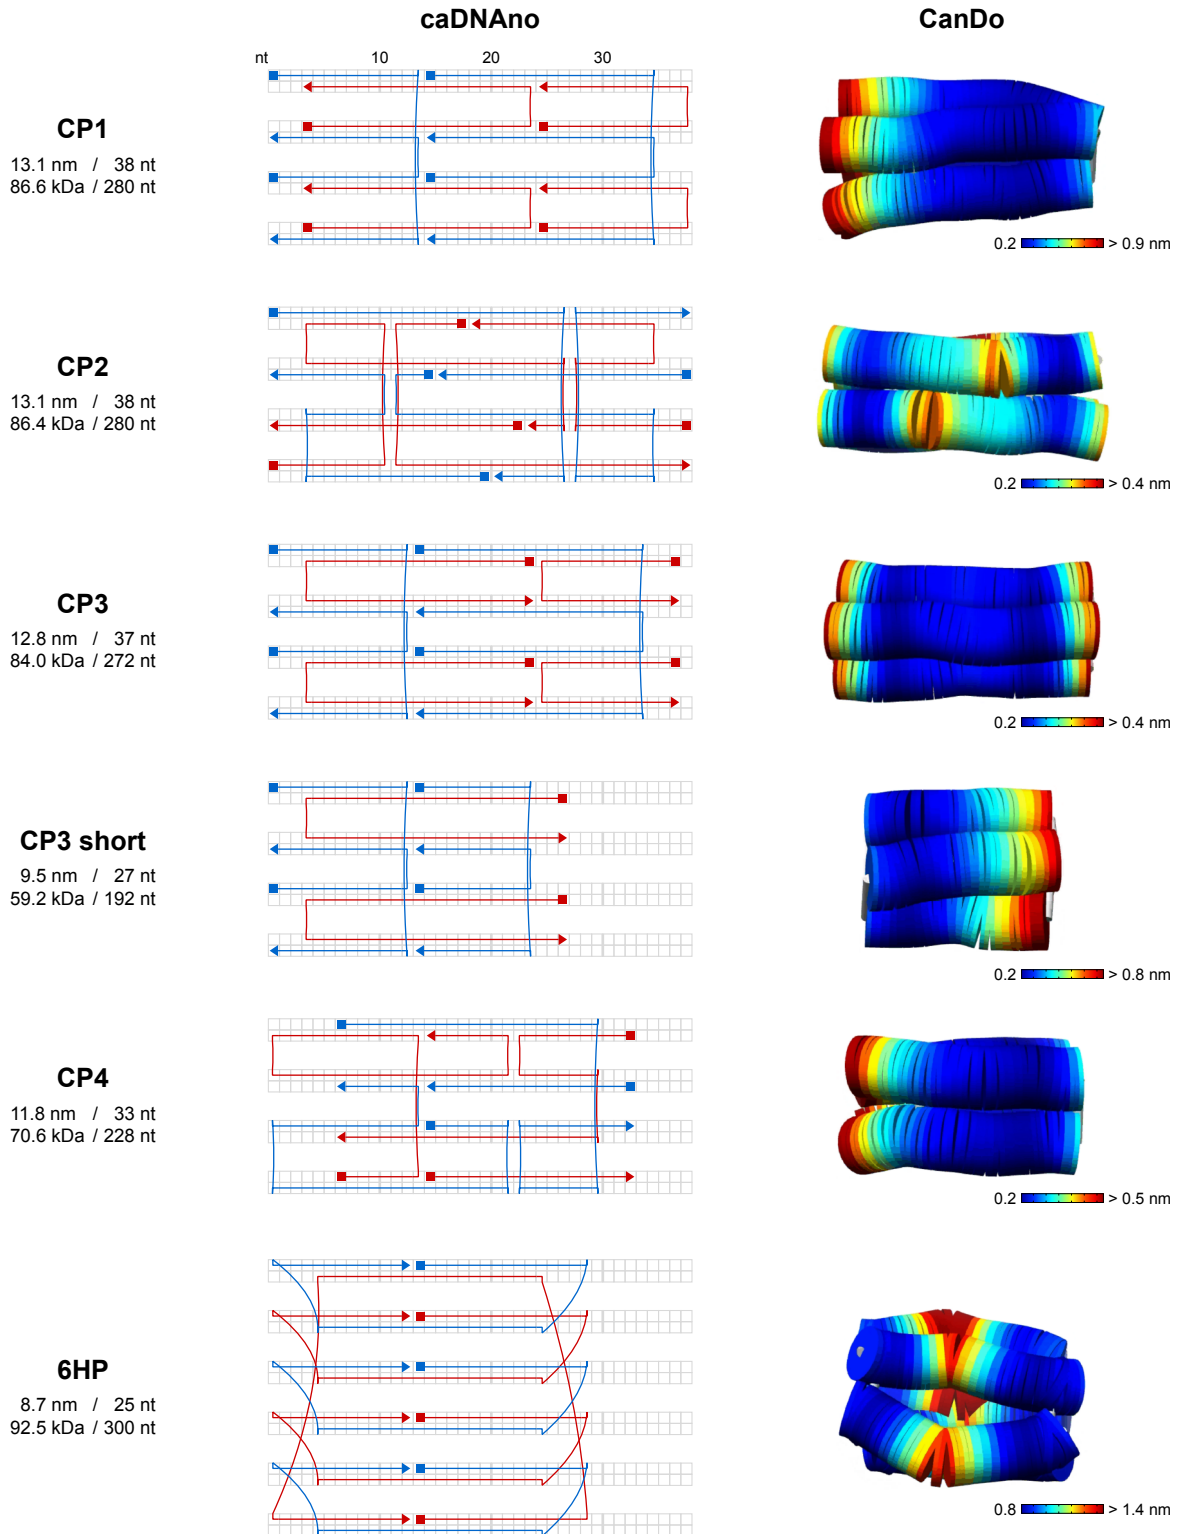 caDNAno
CanDo
nt 10 20 30
CP1
13.1 nm / 38 nt
86.6 kDa / 280 nt
0.2 > 0.9 nm
CP2
13.1 nm / 38 nt
86.4 kDa / 280 nt
0.2 > 0.4 nm
CP3
12.8 nm / 37 nt
84.0 kDa / 272 nt
0.2 > 0.4 nm
CP3 short
9.5 nm / 27 nt
59.2 kDa / 192 nt
0.2 > 0.8 nm
CP4
11.8 nm / 33 nt
70.6 kDa / 228 nt
0.2 > 0.5 nm
6HP
8.7 nm / 25 nt
92.5 kDa / 300 nt
0.8 > 1.4 nm